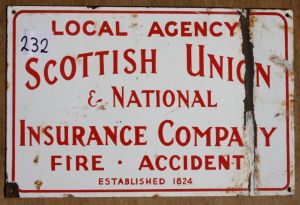 LOCAL AGENCY
232
SCOTTISH UNION
& NATIONAL
INSURANCE COMPANY
FIRE · ACCIDENT
ESTABLISHED 1824